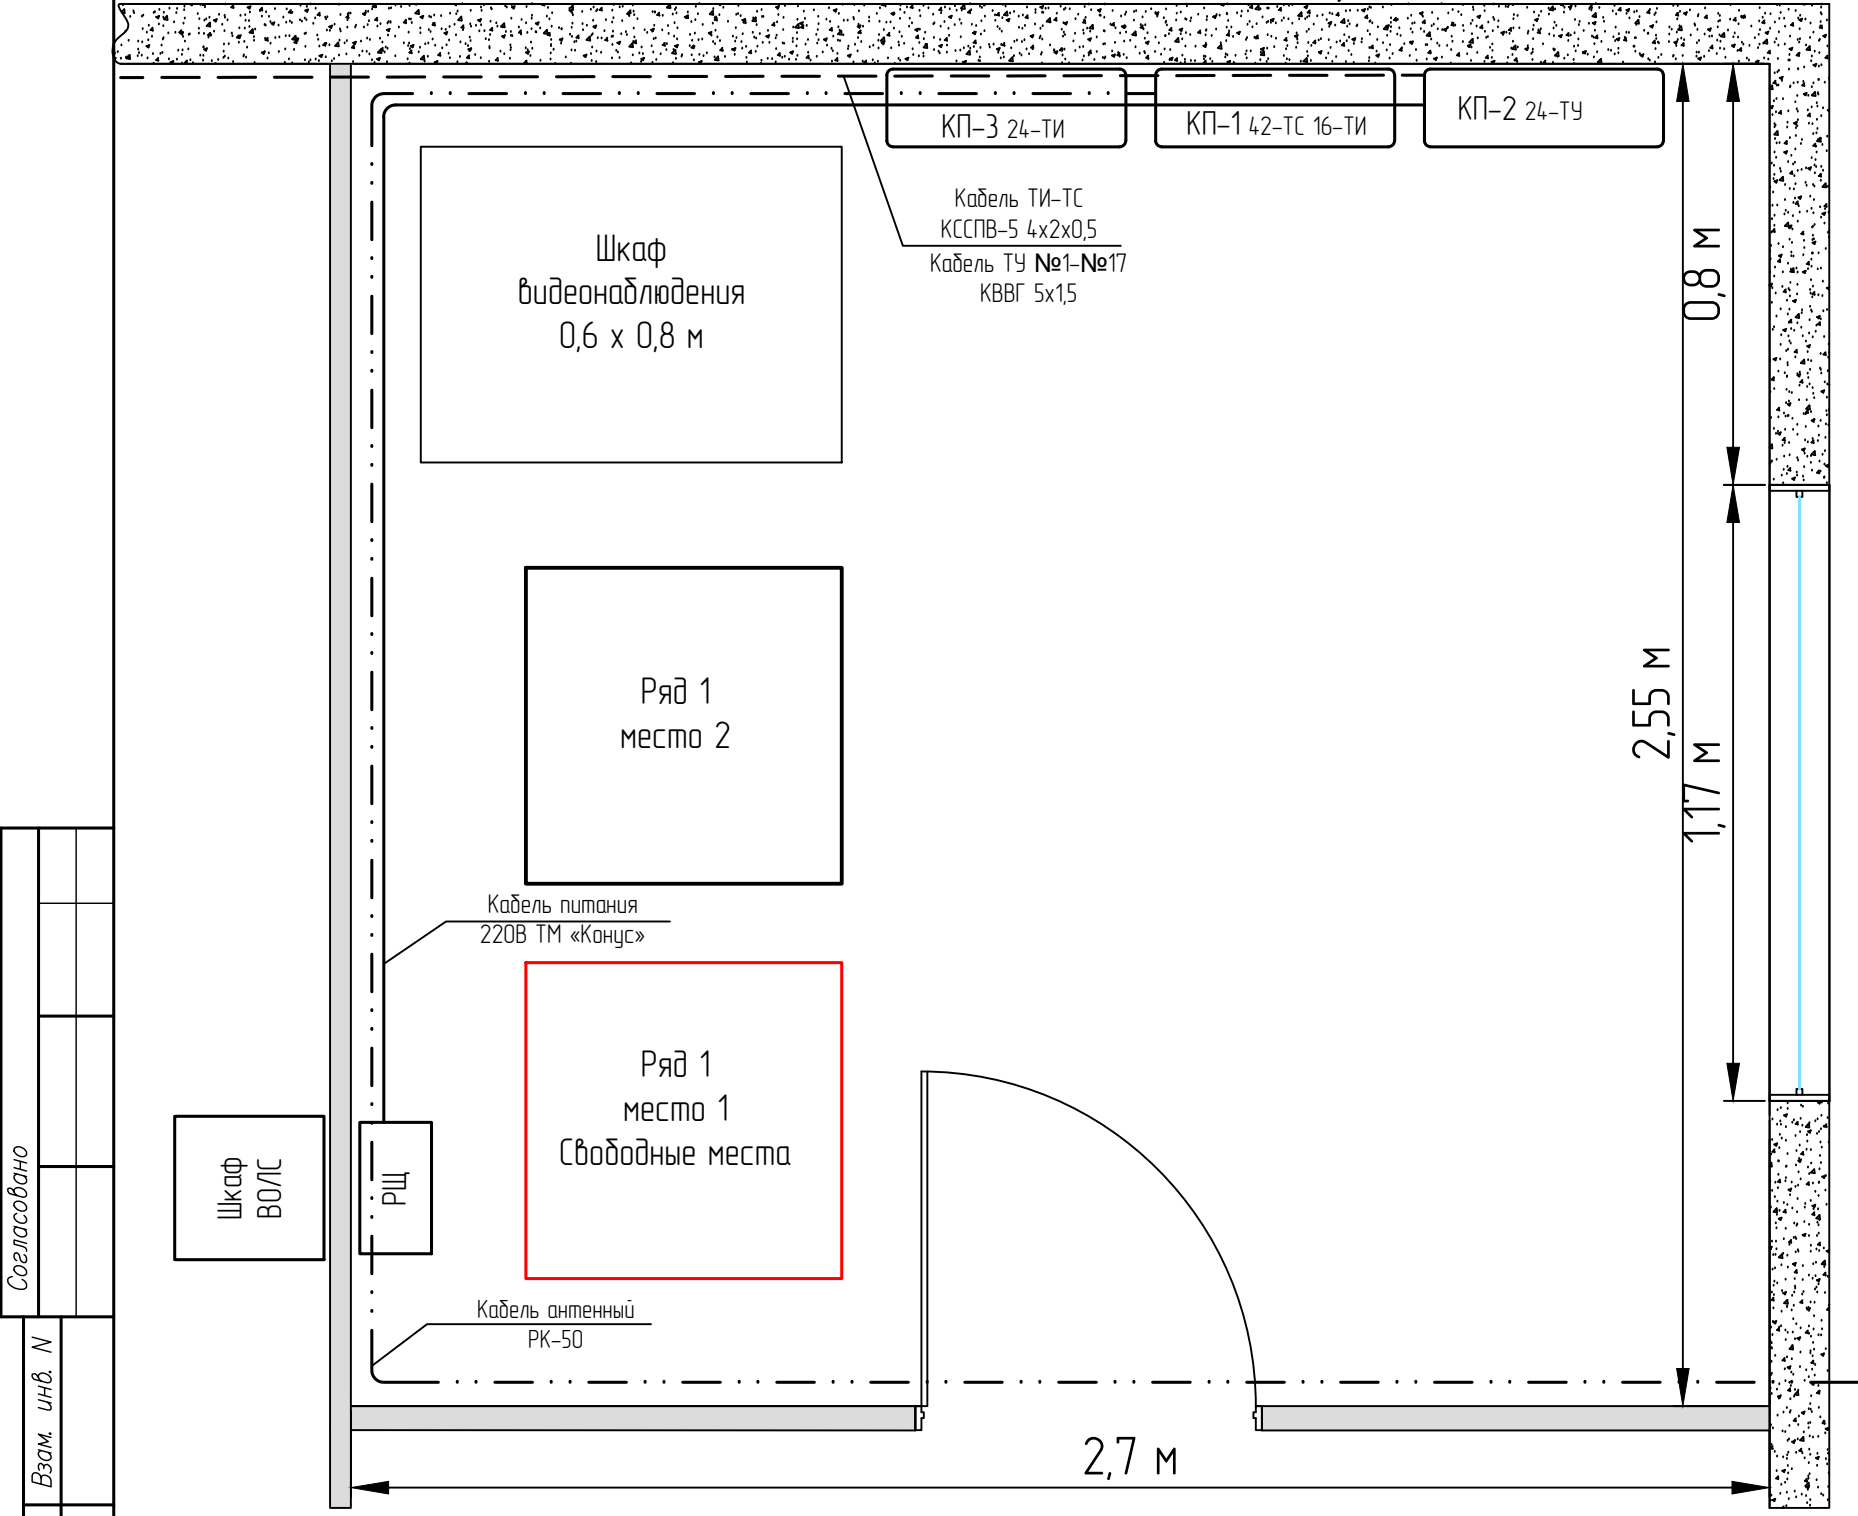 КП-3 24-ТИ
КП-1 42-ТС 16-ТИ
КП-2 24-ТУ
Кабель ТИ-ТС
КССПВ-5 4х2х0,5
Кабель ТУ №1-№17
КВВГ 5х1,5
Шкаф
видеонаблюдения
0,6 х 0,8 м
0,8 м
Ряд 1
место 2
2,55 м
1,17 м
Кабель питания
220В ТМ «Конус»
Ряд 1
место 1
Свободные места
Шкаф
ВОЛС
РЩ
Кабель антенный
РК-50
2,7 м
Согласовано
Взам. инв. N